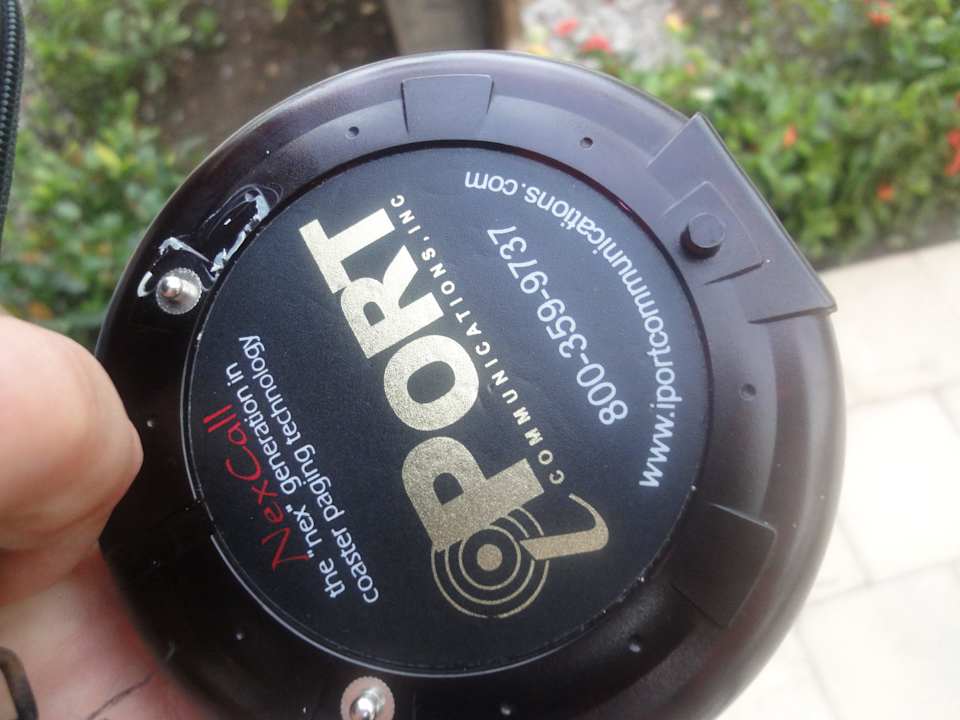 NexCall
the "nex" generation in
coaster paging technology
iPORT
COMMUNICATIONS, INC
800-359-9737
www.iportcommunications.com